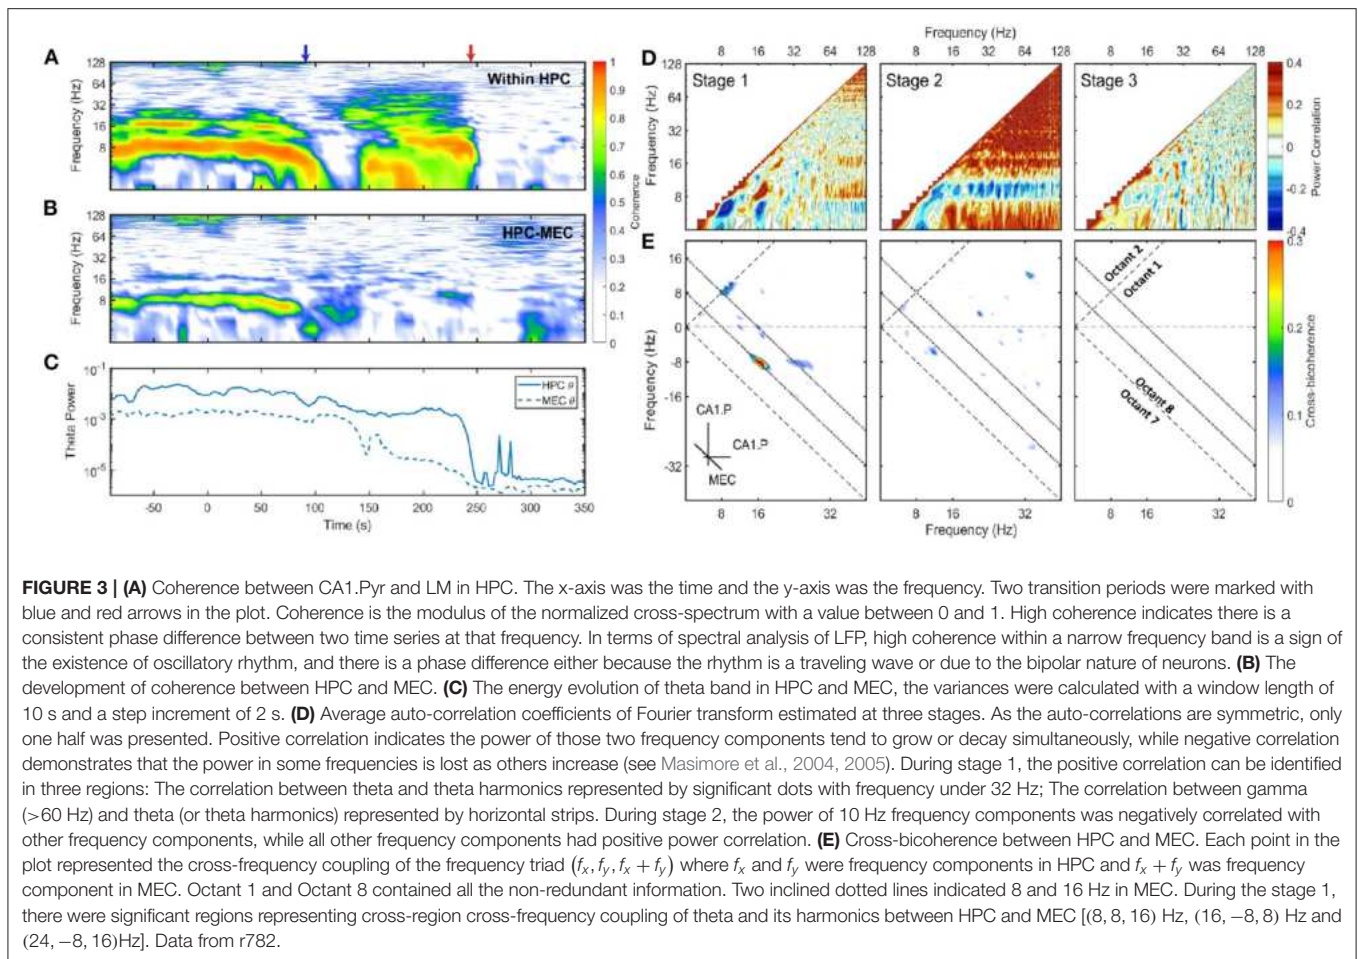 A
Within HPC
128
64
32
16
8
Frequency (Hz)
1
0.9
0.8
0.7
0.6
0.5
0.4
0.3
0.2
0.1
0
Coherence
B
HPC-MEC
128
64
32
16
8
Frequency (Hz)
C
10-1
10-3
10-5
Theta Power
HPC θ
MEC θ
-50 0 50 100 150 200 250 300 350
Time (s)
D
Frequency (Hz)
8 16 32 64 128 8 16 32 64 128 8 16 32 64 128
Stage 1 Stage 2 Stage 3
128
64
32
16
8
Frequency (Hz)
0.4
0.2
0
-0.2
-0.4
Power Correlation
E
16
8
0
-8
-16
-32
Frequency (Hz)
CA1.P
CA1.P
MEC
Octant 2
Octant 1
Octant 8
Octant 7
0.3
0.2
0.1
0
Cross-bicoherence
8 16 32 8 16 32 8 16 32
Frequency (Hz)
FIGURE 3 | (A) Coherence between CA1.Pyr and LM in HPC. The x-axis was the time and the y-axis was the frequency. Two transition periods were marked with
blue and red arrows in the plot. Coherence is the modulus of the normalized cross-spectrum with a value between 0 and 1. High coherence indicates there is a
consistent phase difference between two time series at that frequency. In terms of spectral analysis of LFP, high coherence within a narrow frequency band is a sign of
the existence of oscillatory rhythm, and there is a phase difference either because the rhythm is a traveling wave or due to the bipolar nature of neurons. (B) The
development of coherence between HPC and MEC. (C) The energy evolution of theta band in HPC and MEC, the variances were calculated with a window length of
10 s and a step increment of 2 s. (D) Average auto-correlation coefficients of Fourier transform estimated at three stages. As the auto-correlations are symmetric, only
one half was presented. Positive correlation indicates the power of those two frequency components tend to grow or decay simultaneously, while negative correlation
demonstrates that the power in some frequencies is lost as others increase (see Masimore et al., 2004, 2005). During stage 1, the positive correlation can be identified
in three regions: The correlation between theta and theta harmonics represented by significant dots with frequency under 32 Hz; The correlation between gamma
(>60 Hz) and theta (or theta harmonics) represented by horizontal strips. During stage 2, the power of 10 Hz frequency components was negatively correlated with
other frequency components, while all other frequency components had positive power correlation. (E) Cross-bicoherence between HPC and MEC. Each point in the
plot represented the cross-frequency coupling of the frequency triad (fx, fy, fx + fy) where fx and fy were frequency components in HPC and fx + fy was frequency
component in MEC. Octant 1 and Octant 8 contained all the non-redundant information. Two inclined dotted lines indicated 8 and 16 Hz in MEC. During the stage 1,
there were significant regions representing cross-region cross-frequency coupling of theta and its harmonics between HPC and MEC [(8, 8, 16) Hz, (16, −8, 8) Hz and
(24, −8, 16)Hz]. Data from r782.